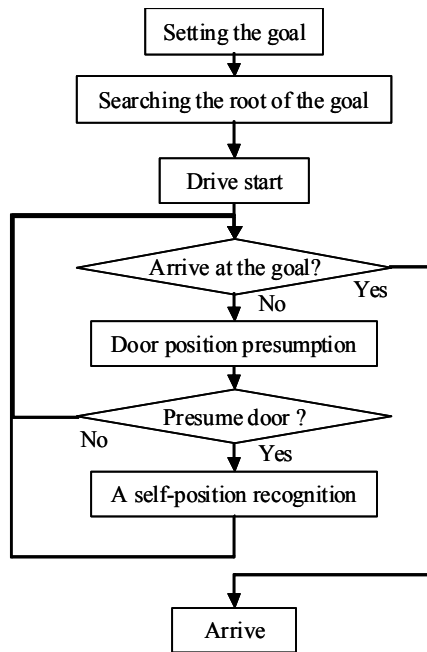 Setting the goal
Searching the root of the goal
Drive start
Arrive at the goal?
Yes
No
Door position presumption
Presume door ?
No
Yes
A self-position recognition
Arrive